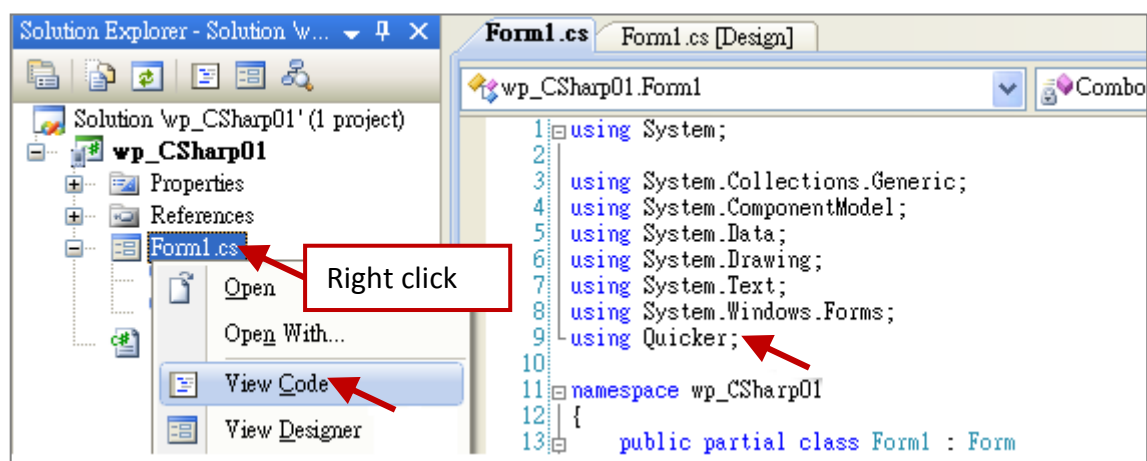 Solution Explorer - Solution 'w...
Solution 'wp_CSharp01' (1 project)
wp_CSharp01
Properties
References
Form1.cs
Right click
Open
Open With...
View Code
View Designer
Form1.cs
Form1.cs [Design]
wp_CSharp01.Form1
Combo
1 using System;
2
3 using System.Collections.Generic;
4 using System.ComponentModel;
5 using System.Data;
6 using System.Drawing;
7 using System.Text;
8 using System.Windows.Forms;
9 using Quicker;
10
11 namespace wp_CSharp01
12 {
13 public partial class Form1 : Form